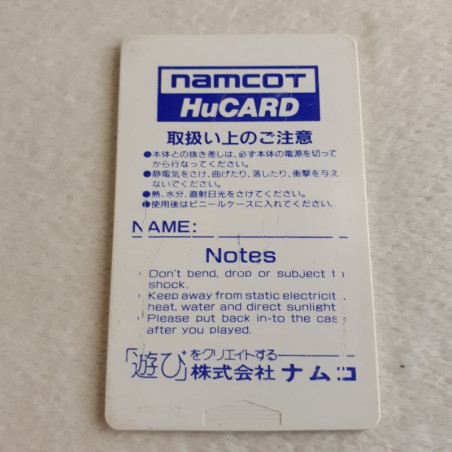 namcoT
HuCARD
取扱い上のご注意
●本体との抜き差しは、必ず本体の電源を切って
から行なってください。
●静電気をさけ、曲げたり、落したり、衝撃を与え
ないでください。
●熱、水分、直射日光をさけてください。
●使用後はビニールケースに入れてください。
NAME:
Notes
Don't bend, drop or subject to
shock.
Keep away from static electricit
heat, water and direct sunlight
Please put back in-to the cas
after you played.
「遊び」をクリエイトする
株式会社 ナムコ